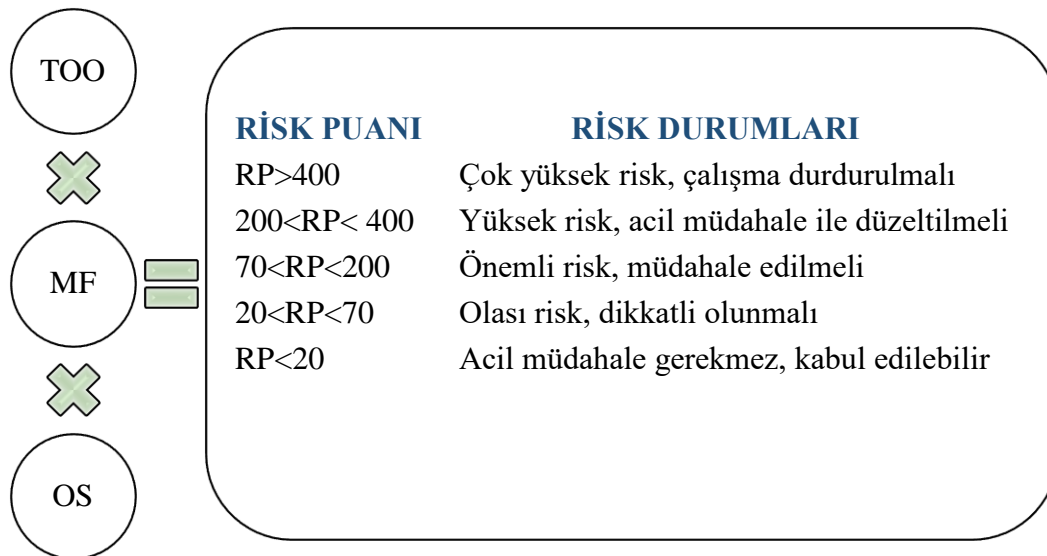 TOO
MF
OS
RİSK PUANI RİSK DURUMLARI
RP>400 Çok yüksek risk, çalışma durdurulmalı
200<RP< 400 Yüksek risk, acil müdahale ile düzeltilmeli
70<RP<200 Önemli risk, müdahale edilmeli
20<RP<70 Olası risk, dikkatli olunmalı
RP<20 Acil müdahale gerekmez, kabul edilebilir